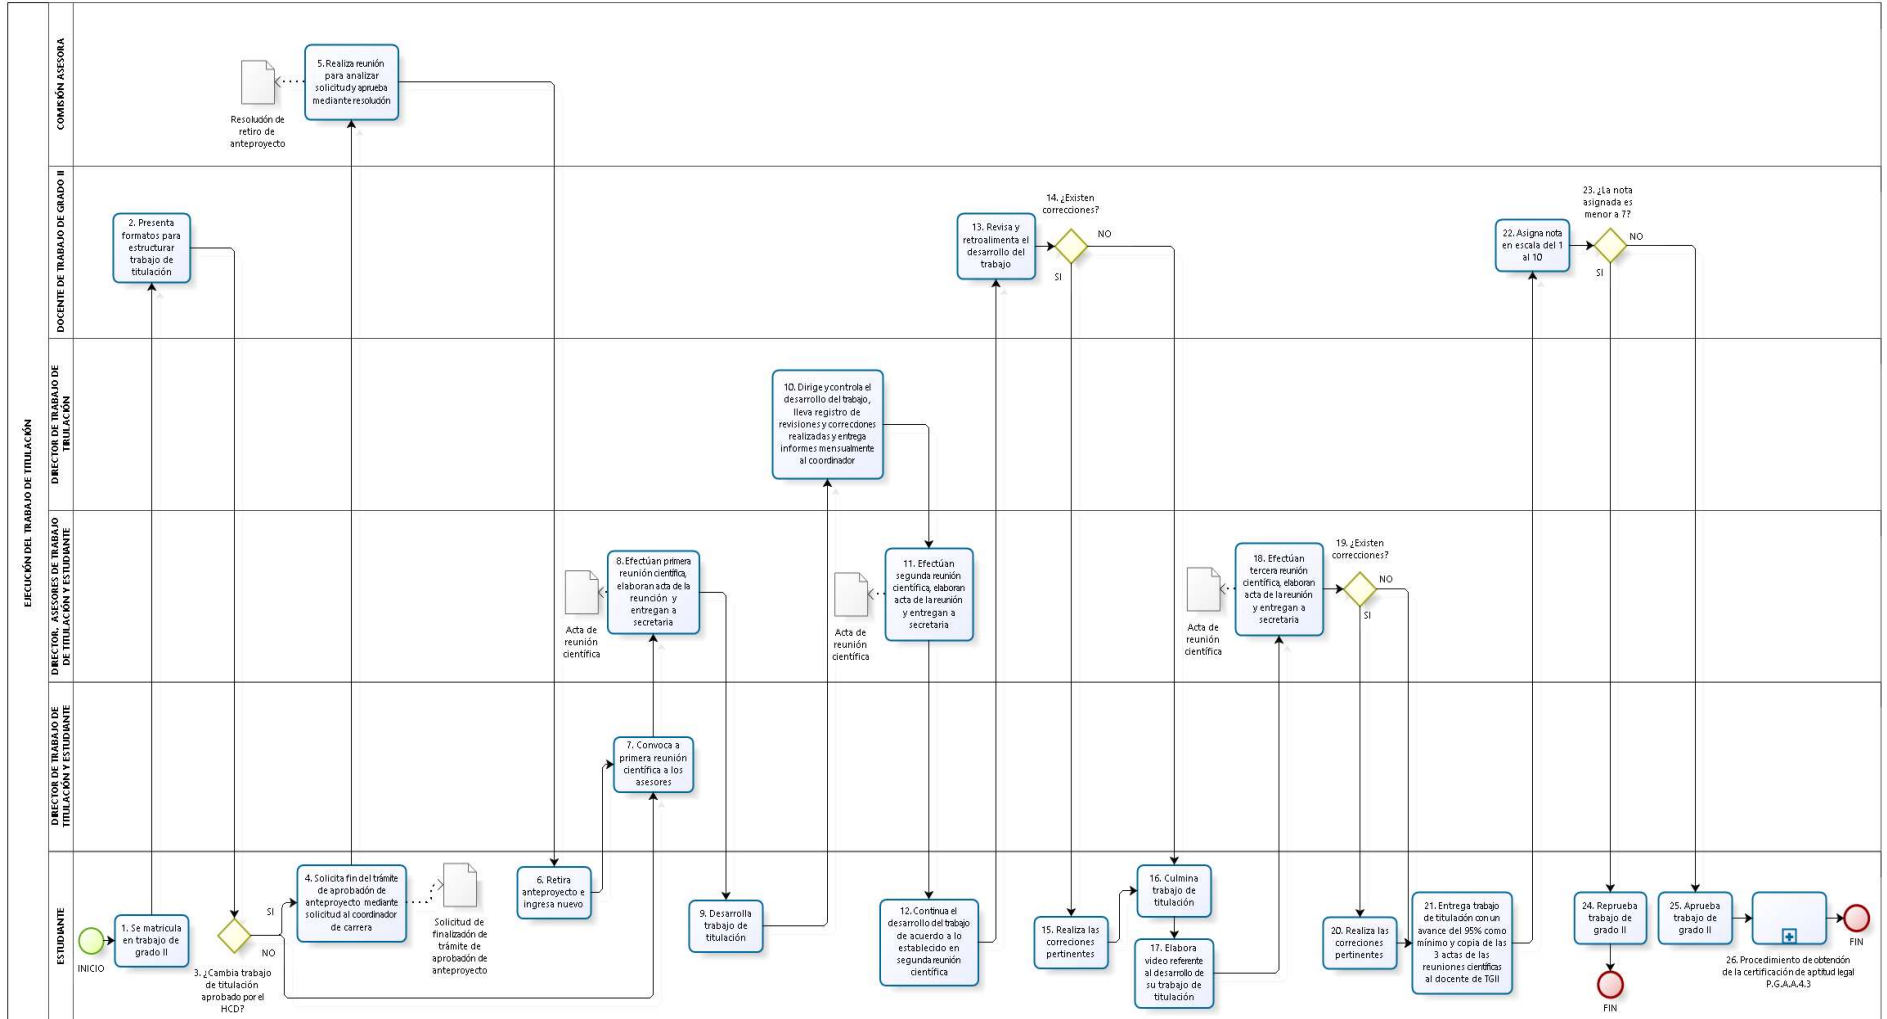 EJECUCIÓN DEL TRABAJO DE TITULACIÓN
COMISIÓN ASESORA
5. Realiza reunión
para analizar
solicitud y aprueba
mediante resolución
Resolución de
retiro de
anteproyecto
DOCENTE DE TRABAJO DE GRADO II
2. Presenta
formatos para
estructurar
trabajo de
titulación
13. Revisa y
retroalimenta el
desarrollo del
trabajo
14. ¿Existen
correcciones?
NO
SI
22. Asigna nota
en escala del 1
al 10
23. ¿La nota
asignada es
menor a 7?
NO
SI
DIRECTOR DE TRABAJO DE
TIRULACIÓN
10. Dirige y controla el
desarrollo del trabajo,
lleva registro de
revisiones y correcciones
realizadas y entrega
informes mensualmente
al coordinador
DIRECTOR, ASESORES DE TRABAJO
DE TITULACIÓN Y ESTUDIANTE
8. Efectúan primera
reunión científica,
elaboran acta de la
reunción y
entregan a
secretaria
Acta de
reunión
científica
11. Efectúan
segunda reunión
científica, elaboran
acta de la reunión
y entregan a
secretaria
Acta de
reunión
científica
18. Efectúan
tercera reunión
científica, elaboran
acta de la reunión
y entregan a
secretaria
Acta de
reunión
científica
19. ¿Existen
correcciones?
NO
SI
DIRECTOR DE TRABAJO DE
TITULACIÓN Y ESTUDIANTE
7. Convoca a
primera reunión
científica a los
asesores
ESTUDIANTE
INICIO
1. Se matricula
en trabajo de
grado II
SI
NO
3. ¿Cambia trabajo
de titulación
aprobado por el
HCD?
4. Solicita fin del trámite
de aprobación de
anteproyecto mediante
solicitud al coordinador
de carrera
Solicitud de
finalización de
trámite de
aprobación de
anteproyecto
6. Retira
anteproyecto e
ingresa nuevo
9. Desarrolla
trabajo de
titulación
12. Continua el
desarrollo del trabajo
de acuerdo a lo
establecido en
segunda reunión
científica
15. Realiza las
correciones
pertinentes
16. Culmina
trabajo de
titulación
17. Elabora
video referente
al desarrollo de
su trabajo de
titulación
20. Realiza las
correciones
pertinentes
21. Entrega trabajo
de titulación con un
avance del 95% como
mínimo y copia de las
3 actas de las
reuniones científicas
al docente de TGII
24. Reprueba
trabajo de
grado II
FIN
25. Aprueba
trabajo de
grado II
FIN
26. Procedimiento de obtención
de la certificación de aptitud legal
P.G.A.A.4.3